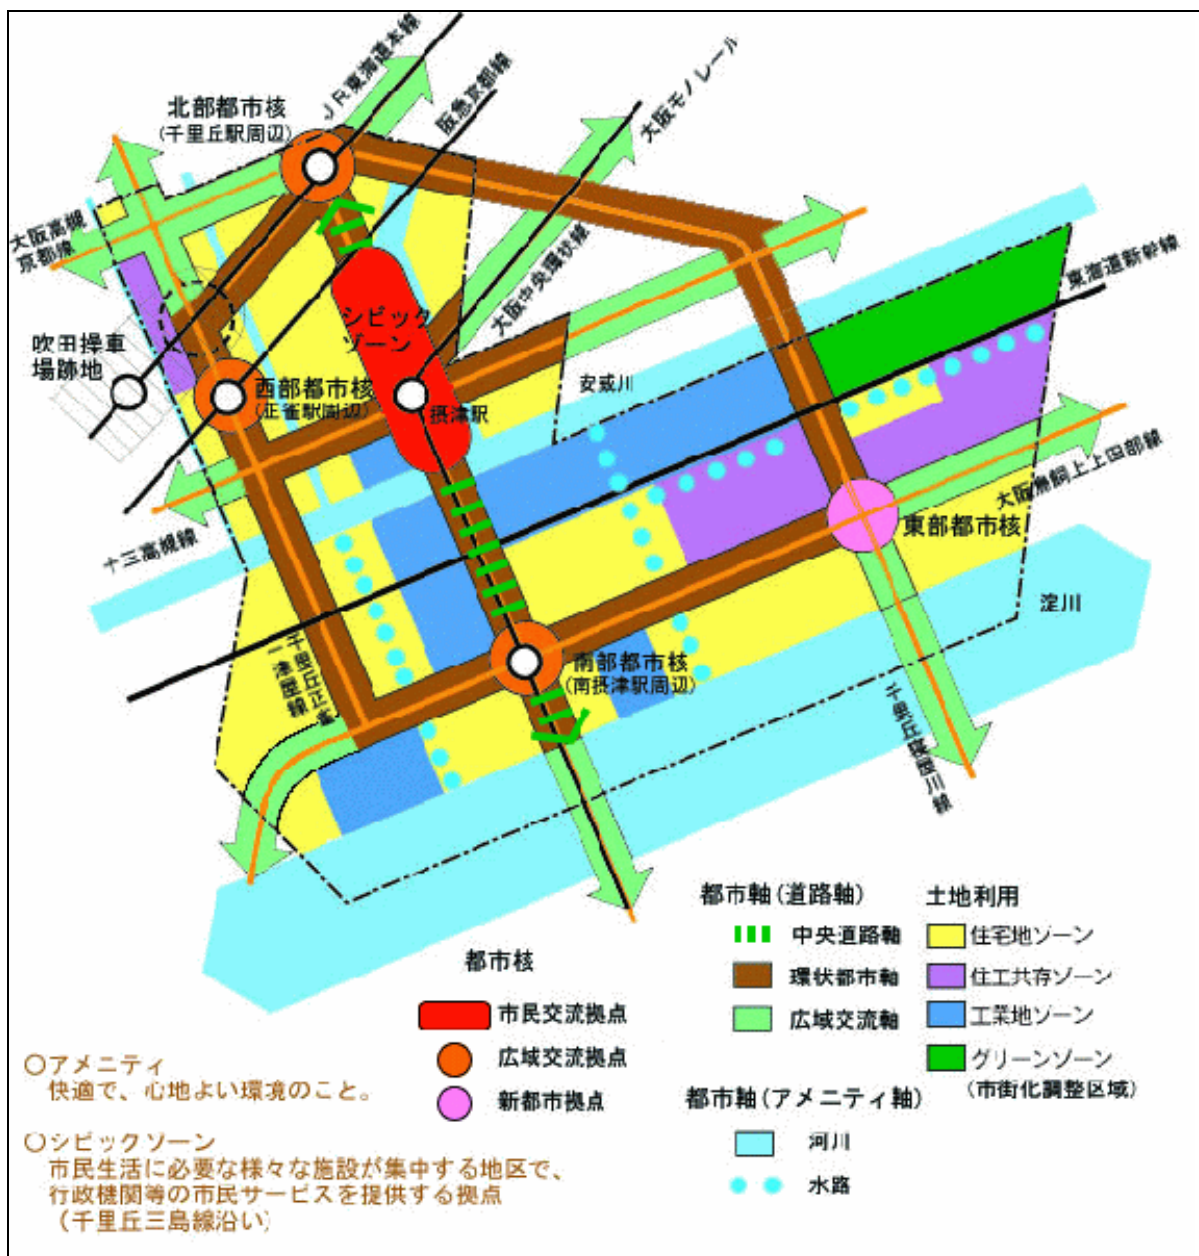 北部都市核
(千里丘駅周辺)
JR東海道本線
阪急京都線
大阪モノレール
大阪高槻
京都線
大阪中央環状線
東海道新幹線
シビック
ゾーン
吹田操車
場跡地
西部都市核
(正雀駅周辺)
摂津駅
安威川
十三高槻線
大阪鳥飼上上田部線
東部都市核
淀川
千里丘正雀
一津屋線
南部都市核
(南摂津駅周辺)
千里丘寝屋川線
都市核
市民交流拠点
広域交流拠点
新都市拠点
都市軸(道路軸)
中央道路軸
環状都市軸
広域交流軸
都市軸(アメニティ軸)
河川
水路
土地利用
住宅地ゾーン
住工共存ゾーン
工業地ゾーン
グリーンゾーン
(市街化調整区域)
○アメニティ
快適で、心地よい環境のこと。
○シビックゾーン
市民生活に必要な様々な施設が集中する地区で、
行政機関等の市民サービスを提供する拠点
(千里丘三島線沿い)